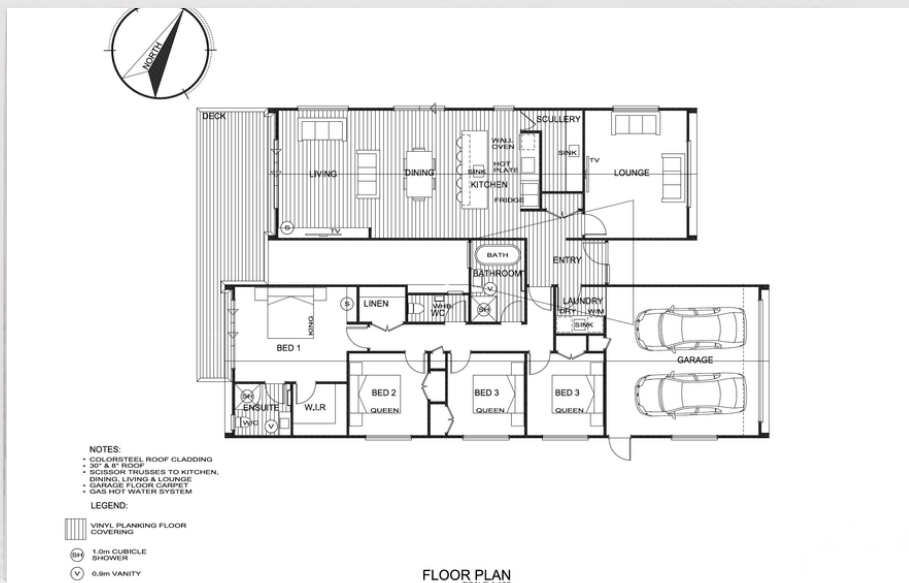 NORTH
DECK
SCULLERY
WALL
OVEN
SINK
TV
LOUNGE
HOT
PLATE
LIVING
DINING
SINK
KITCHEN
FRIDGE
S
TV
BATH
ENTRY
BATHROOM
V
LINEN
S
WHB
WC
SH
LAUNDRY
DRY W/M
SINK
KING
BED 1
GARAGE
BED 2
BED 3
BED 3
QUEEN
QUEEN
QUEEN
SH
ENSUITE
W.I.R
W/C
V
NOTES:
• COLORSTEEL ROOF CLADDING
• 30° & 8° ROOF
• SCISSOR TRUSSES TO KITCHEN,
DINING, LIVING & LOUNGE
• GARAGE FLOOR CARPET
• GAS HOT WATER SYSTEM
LEGEND:
VINYL PLANKING FLOOR
COVERING
SH 1.0m CUBICLE
SHOWER
V 0.9m VANITY
FLOOR PLAN